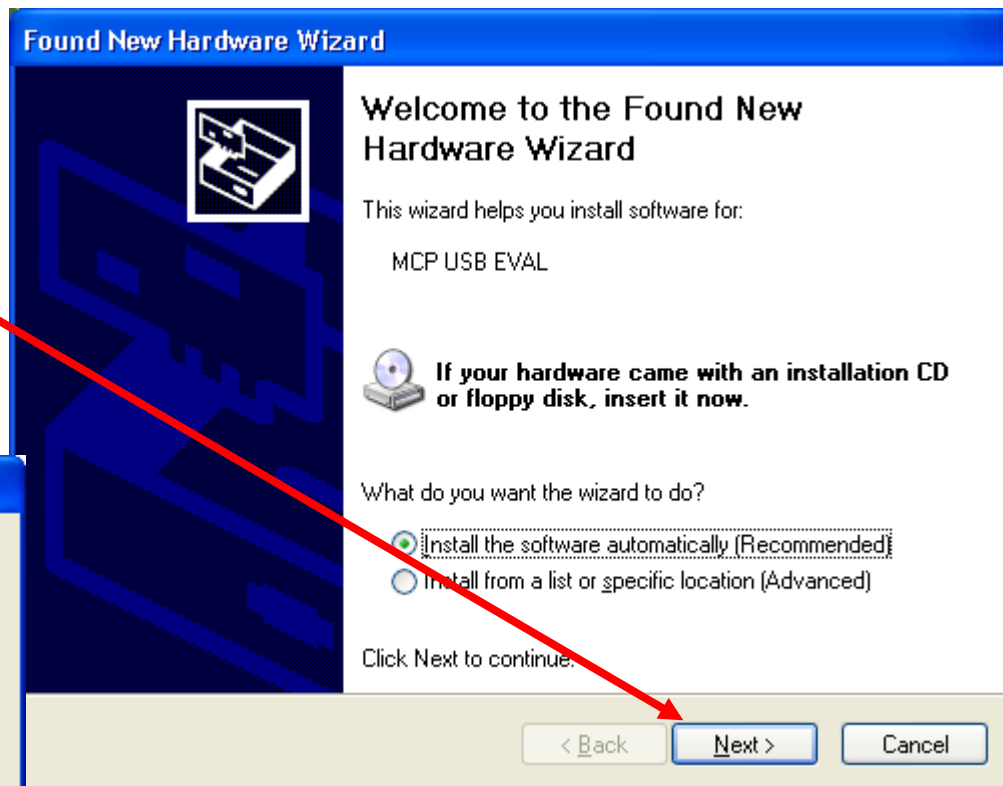 Found New Hardware Wizard
Welcome to the Found New
Hardware Wizard
This wizard helps you install software for:
MCP USB EVAL
If your hardware came with an installation CD
or floppy disk, insert it now.
What do you want the wizard to do?
Install the software automatically (Recommended)
Install from a list or specific location (Advanced)
Click Next to continue.
< Back
Next >
Cancel